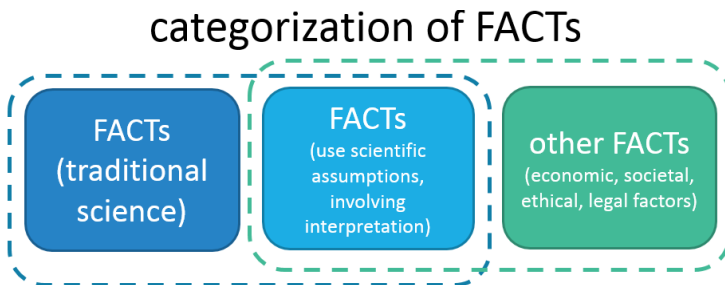 categorization of FACTs
FACTs
(traditional
science)
FACTs
(use scientific
assumptions,
involving
interpretation)
other FACTs
(economic, societal,
ethical, legal factors)